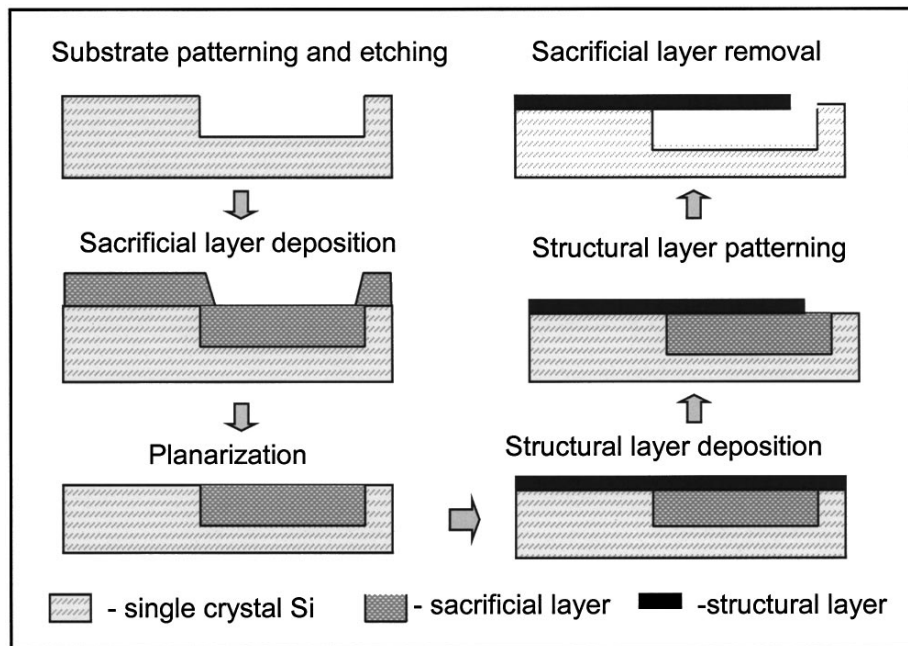 Substrate patterning and etching
Sacrificial layer deposition
Planarization
Sacrificial layer removal
Structural layer patterning
Structural layer deposition
- single crystal Si
- sacrificial layer
-structural layer